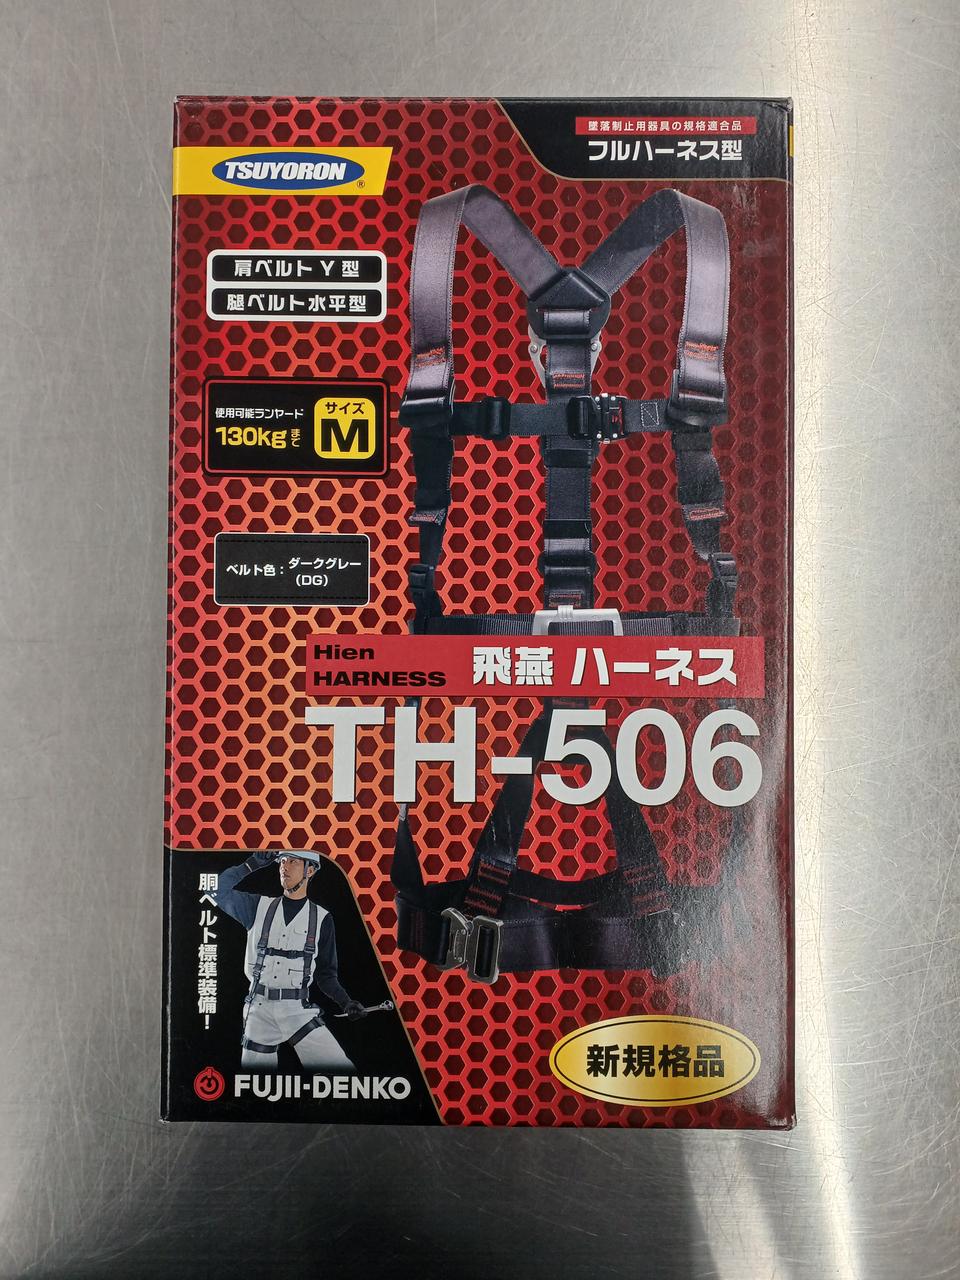 墜落制止用器具の規格適合品
フルハーネス型
TSUYORON®
肩ベルト Y 型
腿ベルト水平型
使用可能ランヤード
130kgまで
サイズ
M
ベルト色：ダークグレー
（DG）
Hien
HARNESS
飛燕 ハーネス
TH-506
胴ベルト標準装備！
FUJII-DENKO
新規格品